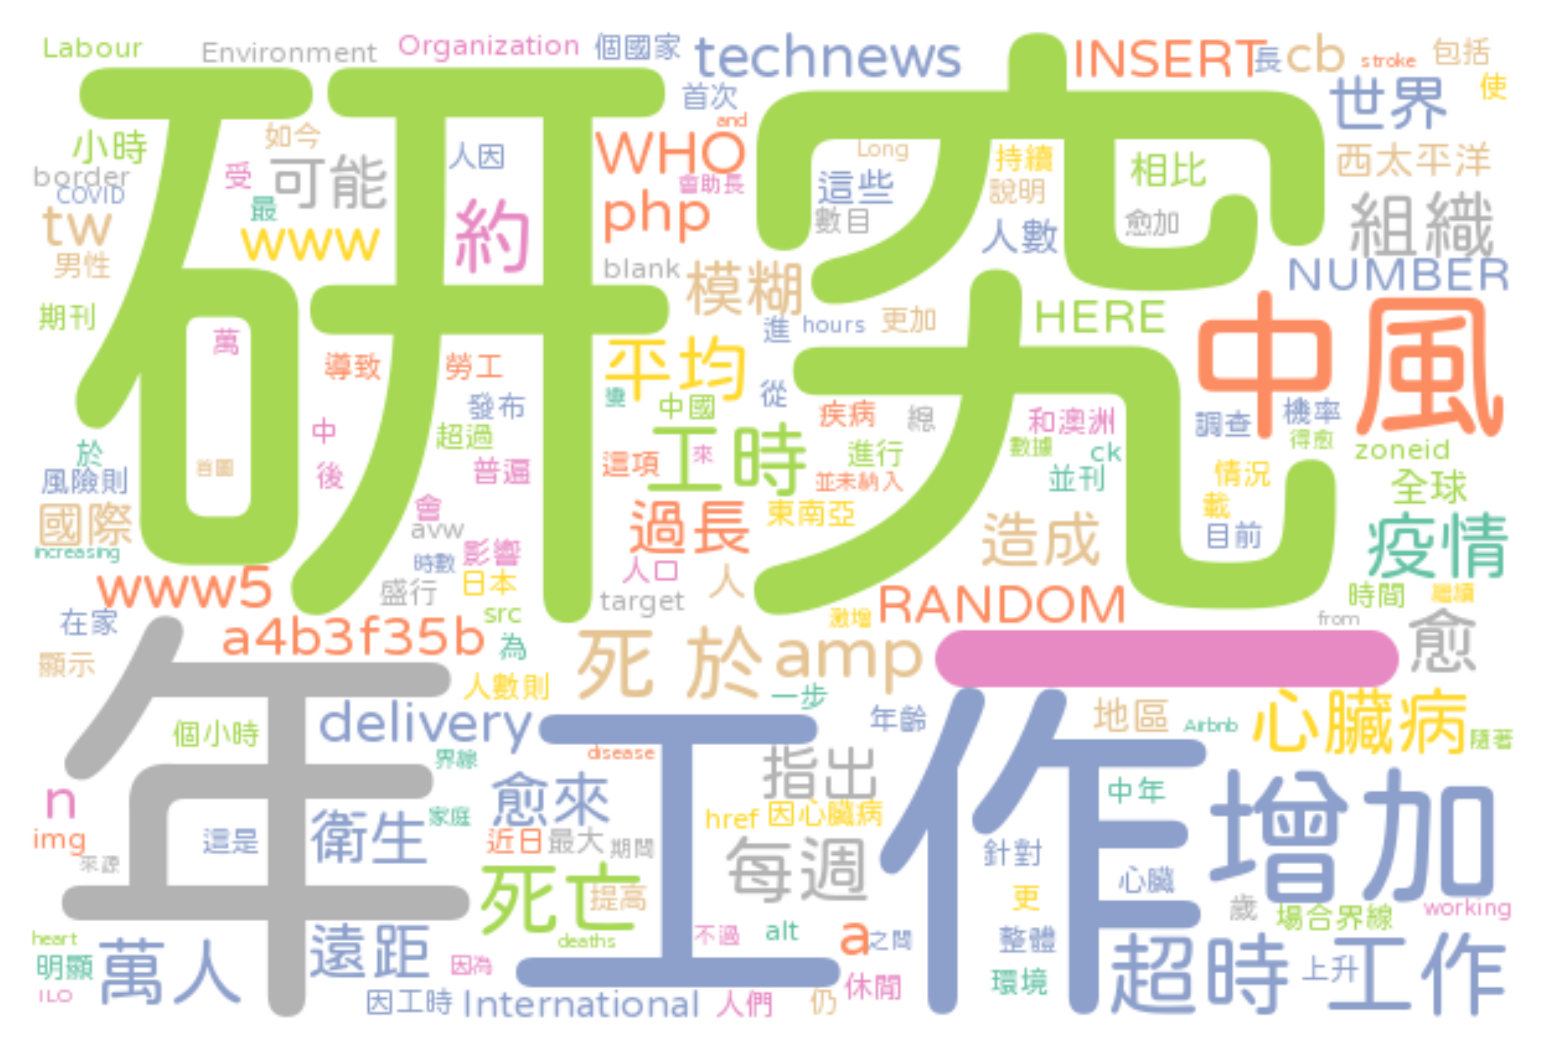 Labour Environment Organization 個國家 technews INSERT 長 cb stroke 包括
研究 首次 世界 使
小時 如今 人因 WHO and Long 持續 相比 西太平洋
border 受 可能 會助長 這些 說明
COVID 最 約 php 數目 人數 愈加 組織
tw www
男性 blank 模糊 NUMBER
期刊 進 hours 更加 HERE 中風
萬 導致 勞工 平均 從
發布 中國 疾病 總 和澳洲 調查 機率
中 超過 工時 來 進行 數據 ck 得愈 zoneid
於 首圖 後 普遍 這項 並未納入 並刊 情況 全球
風險則 會 過長 東南亞 載
國際 avw 造成 目前 疫情
increasing 時數 影響 人口 人
www5 盛行 日本 target RANDOM 時間 繼續
在家 a4b3f35b src 為 激增 from
顯示 死 於 amp 一 愈
年 人數則 一步 工作 地區 心臟病
個小時 delivery 年齡 Airbnb 隨著
界線 disease 指出
n 愈來 中年 增加
img 這是 衛生 家庭 href 因心臟病
來源 近日 最大 期間 每週 針對
死亡 提高 心臟 更 歲 working
heart deaths 不過 alt a 之間 整體 場合界線
明顯 萬人 遠距 因為 超時 上升 工作
ILO 因工時 International 人們 仍 休閒 環境